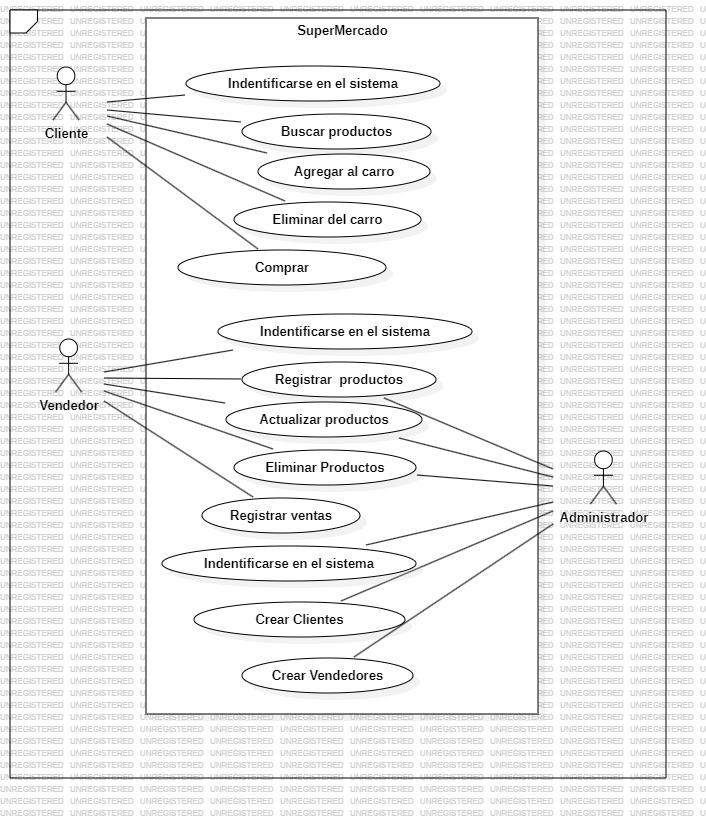 SuperMercado
Indentificarse en el sistema
Cliente
Buscar productos
Agregar al carro
Eliminar del carro
Comprar
Indentificarse en el sistema
Registrar  productos
Vendedor
Actualizar productos
Eliminar Productos
Registrar ventas
Administrador
Indentificarse en el sistema
Crear Clientes
Crear Vendedores
UNREGISTERED